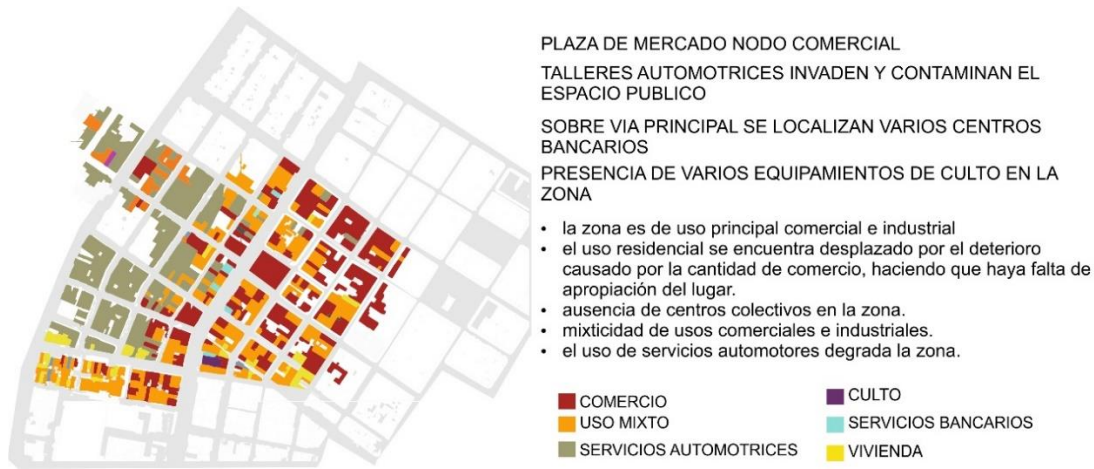 PLAZA DE MERCADO NODO COMERCIAL
TALLERES AUTOMOTRICES INVADEN Y CONTAMINAN EL
ESPACIO PUBLICO
SOBRE VIA PRINCIPAL SE LOCALIZAN VARIOS CENTROS
BANCARIOS
PRESENCIA DE VARIOS EQUIPAMIENTOS DE CULTO EN LA
ZONA
• la zona es de uso principal comercial e industrial
• el uso residencial se encuentra desplazado por el deterioro
causado por la cantidad de comercio, haciendo que haya falta de
apropiación del lugar.
• ausencia de centros colectivos en la zona.
• mixticidad de usos comerciales e industriales.
• el uso de servicios automotores degrada la zona.
COMERCIO
USO MIXTO
SERVICIOS AUTOMOTRICES
CULTO
SERVICIOS BANCARIOS
VIVIENDA